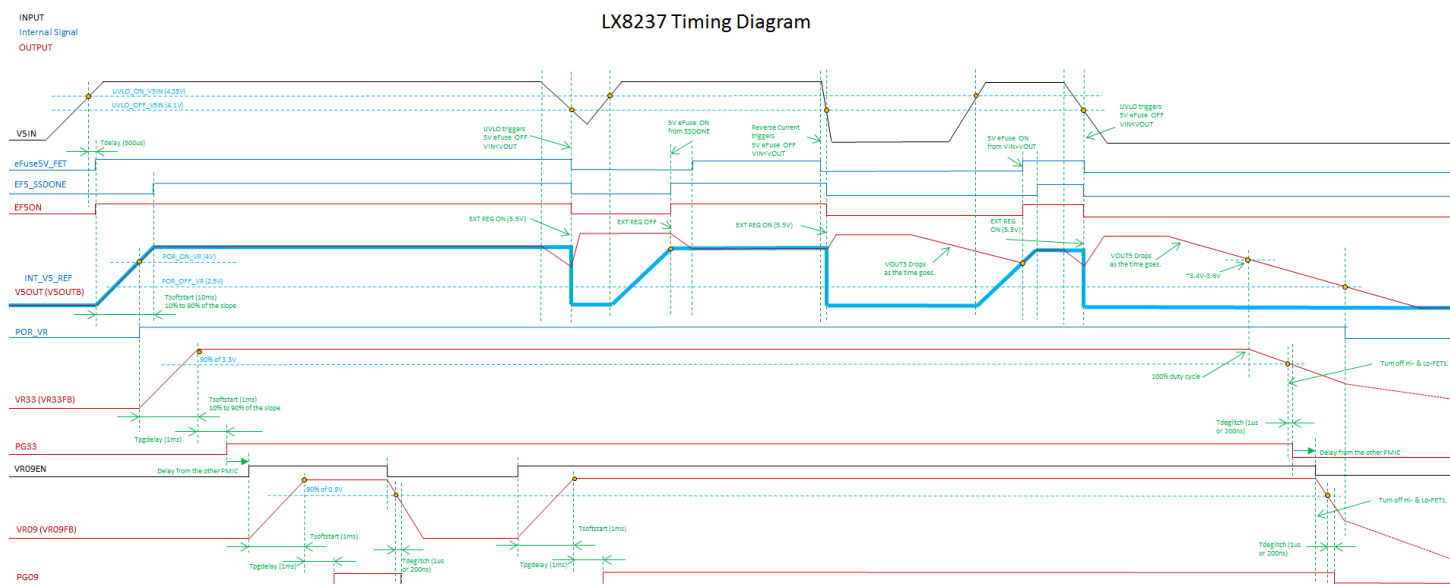 LX8237 Timing Diagram
INPUT
Internal Signal
OUTPUT
UVLO_ON_V5IN (4.35V)
UVLO_OFF_V5IN (4.1V)
V5IN
Tdelay (500us)
UVLO triggers
5V eFuse OFF
VIN<VOUT
5V eFuse ON
from SSDONE
Reverse Current
triggers
5V eFuse OFF
VIN<VOUT
5V eFuse ON
from VIN>VOUT
UVLO triggers
5V eFuse OFF
VIN<VOUT
eFuse5V_FET
EF5_SSDONE
EF5ON
EXT REG ON (5.5V)
EXT REG OFF
EXT REG ON (5.5V)
EXT REG
ON (5.5V)
POR_ON_VR (4V)
POR_OFF_VR (2.5V)
INT_V5_REF
V5OUT (V5OUTB)
Tsoftstart (10ms)
10% to 90% of the slope
VOUT5 Drops
as the time goes.
VOUT5 Drops
as the time goes.
~3.4V-3.6V
POR_VR
90% of 3.3V
100% duty cycle
Turn off Hi- & Lo-FETs.
VR33 (VR33FB)
Tsoftstart (1ms)
10% to 90% of the slope
Tpgdelay (1ms)
Tdeglitch (1us
or 200ns)
PG33
Delay from the other PMIC
Delay from the other PMIC
VR09EN
90% of 0.9V
Turn off Hi- & Lo-FETs.
VR09 (VR09FB)
Tsoftstart (1ms)
Tsoftstart (1ms)
Tpgdelay (1ms)
Tdeglitch (1us
or 200ns)
Tpgdelay (1ms)
Tdeglitch (1us
or 200ns)
PG09